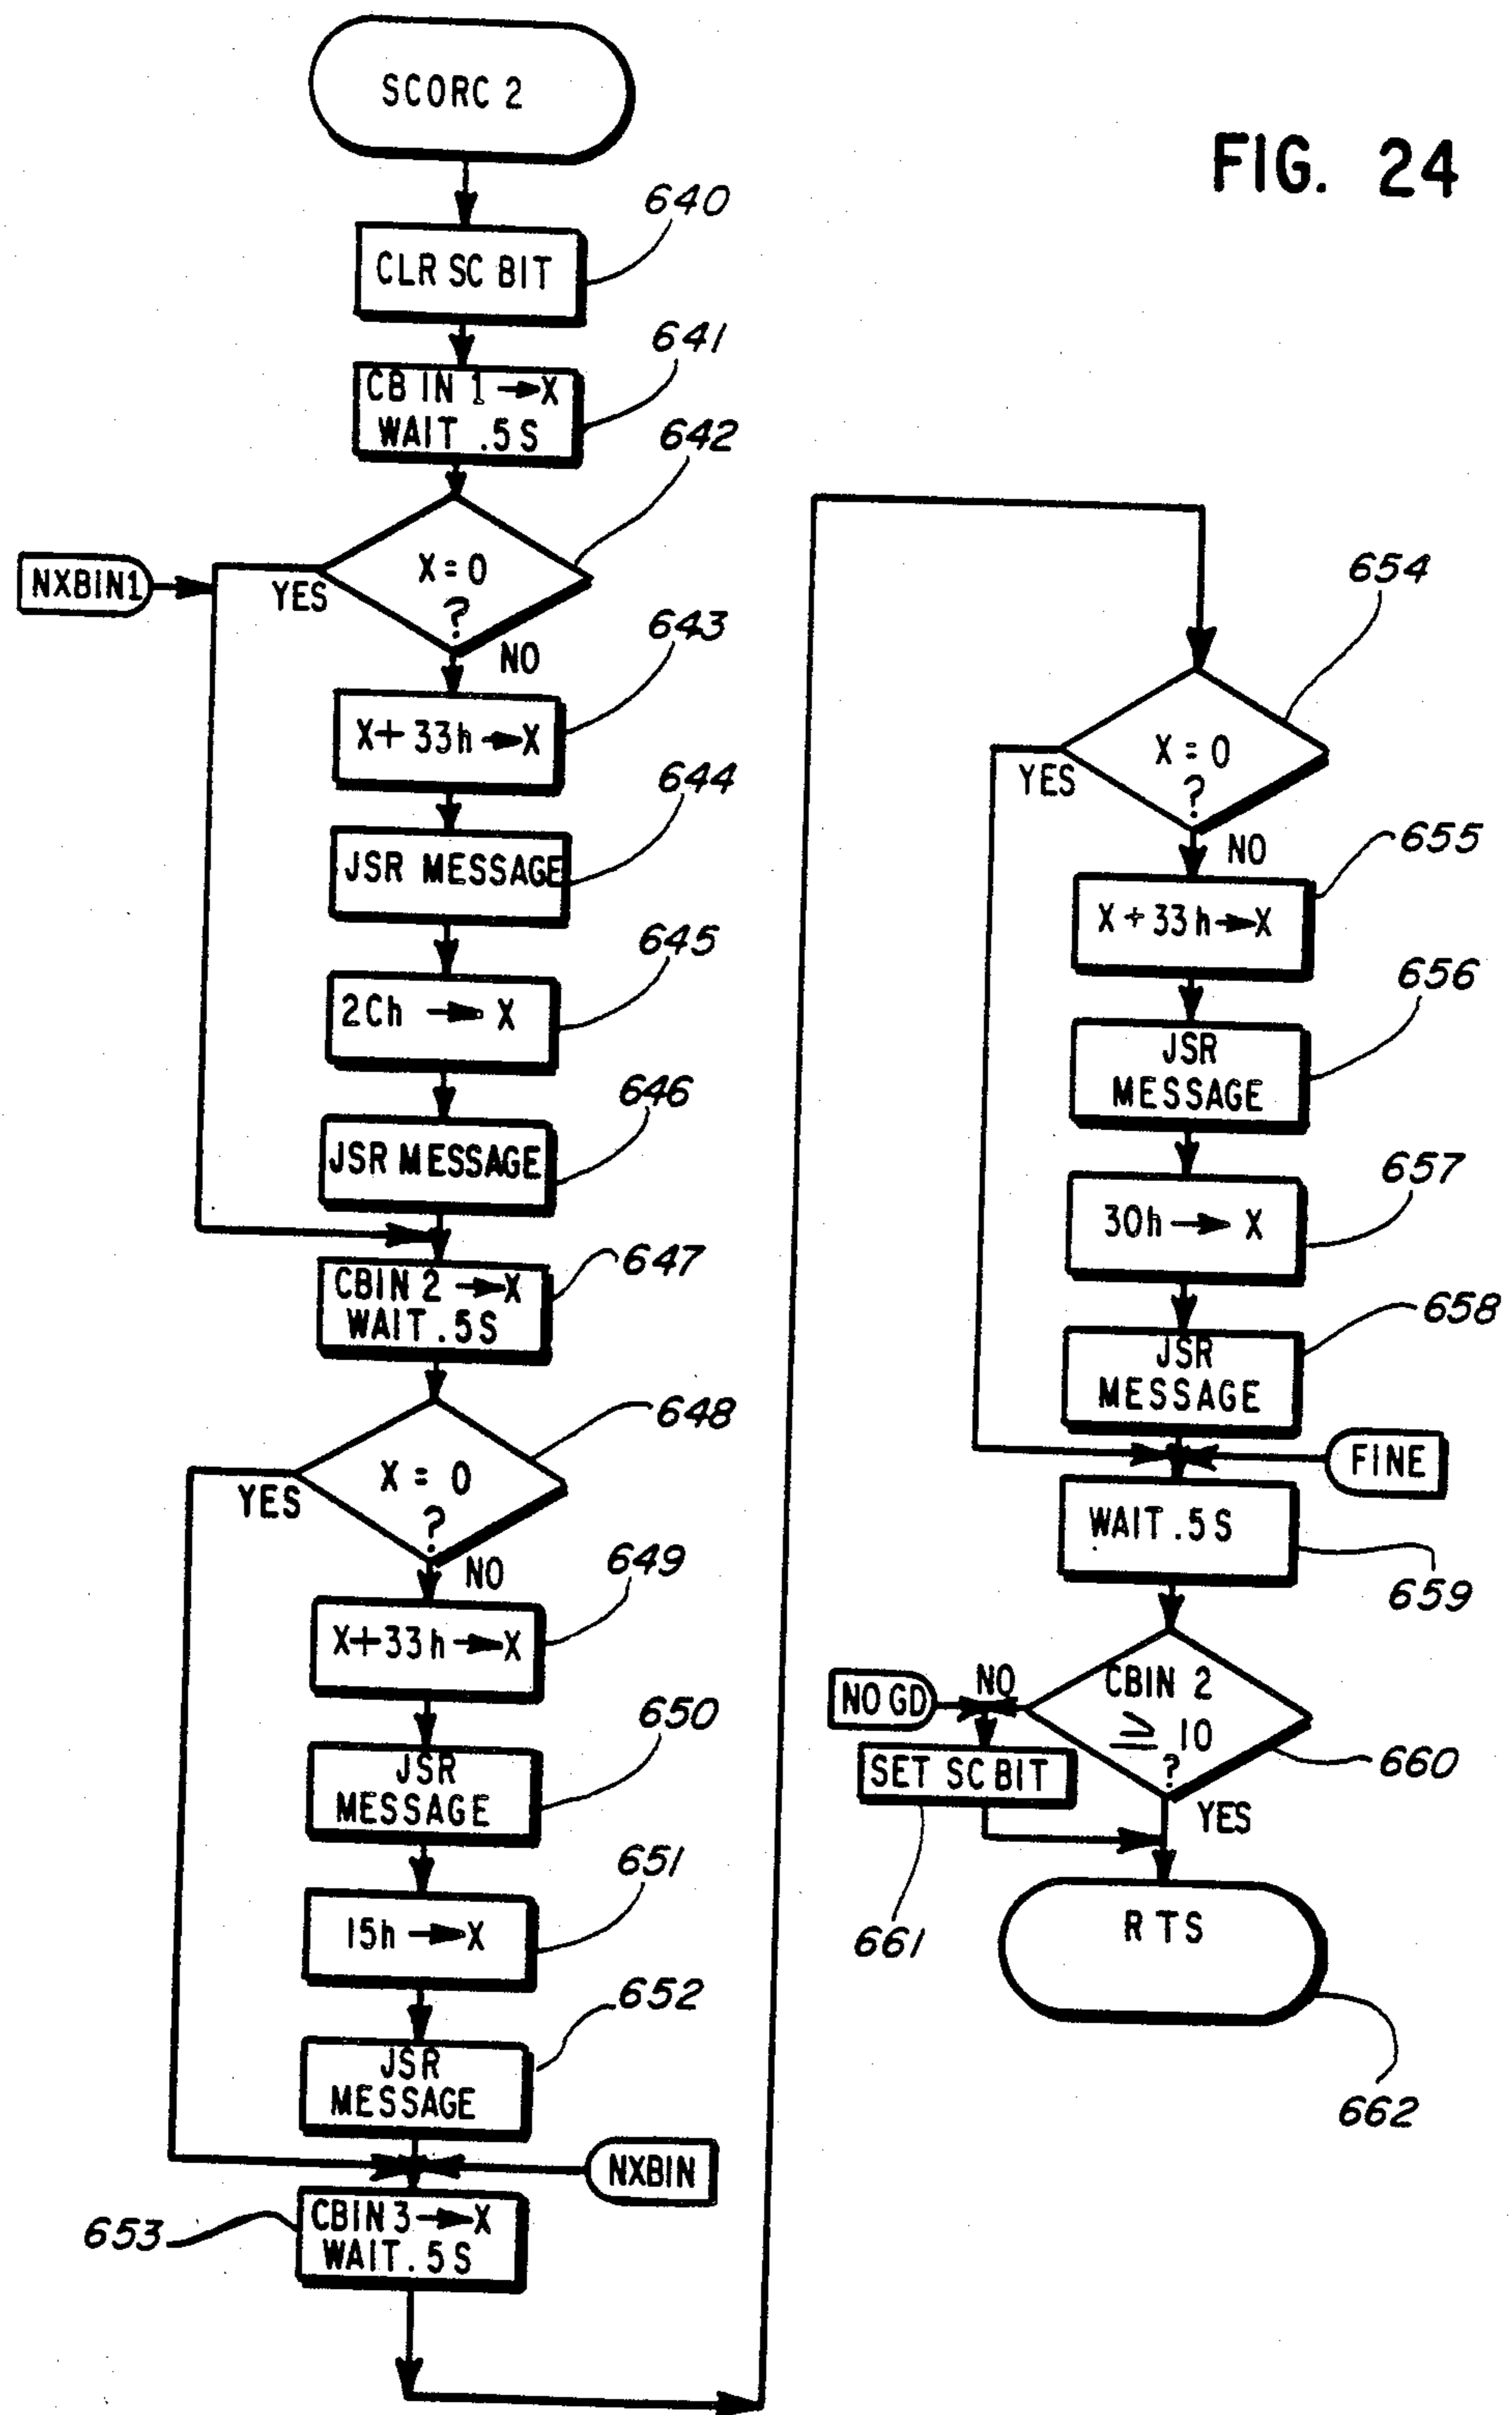 FIG. 24
SCORC 2
640
CLR SC BIT
641
CB IN 1 → X
WAIT .5 S
642
X = 0
?
YES
NO
NXBIN1
643
X + 33h → X
644
JSR MESSAGE
645
2Ch → X
646
JSR MESSAGE
647
CBIN 2 → X
WAIT .5 S
648
X = 0
?
YES
NO
649
X+33h → X
650
JSR
MESSAGE
651
15h → X
652
JSR
MESSAGE
NXBIN
653
CBIN 3 → X
WAIT .5 S
654
X = 0
?
YES
NO
655
X + 33h → X
656
JSR
MESSAGE
657
30h → X
658
JSR
MESSAGE
FINE
WAIT .5 S
659
CBIN 2
≥ 10
?
660
NO
YES
NO GD
SET SC BIT
661
RTS
662